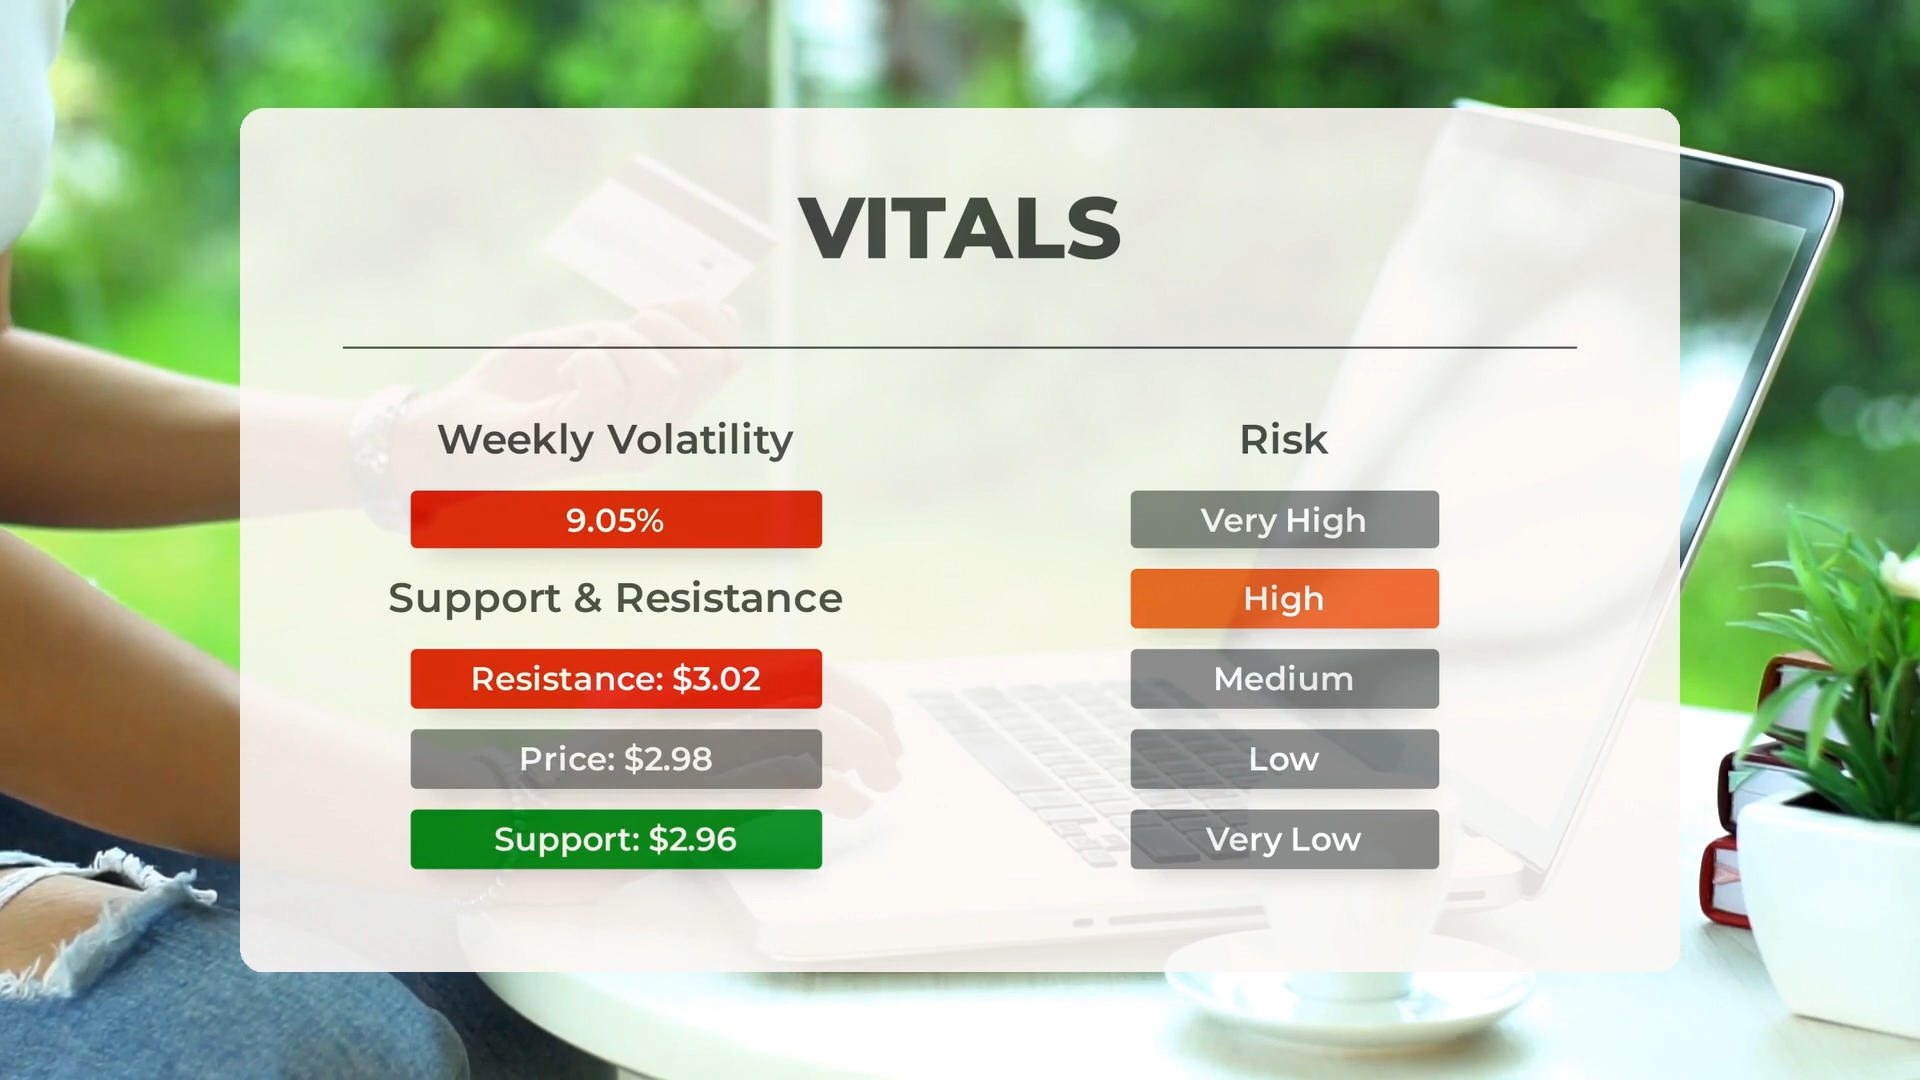 VITALS
Weekly Volatility
9.05%
Support & Resistance
Resistance: $3.02
Price: $2.98
Support: $2.96
Risk
Very High
High
Medium
Low
Very Low